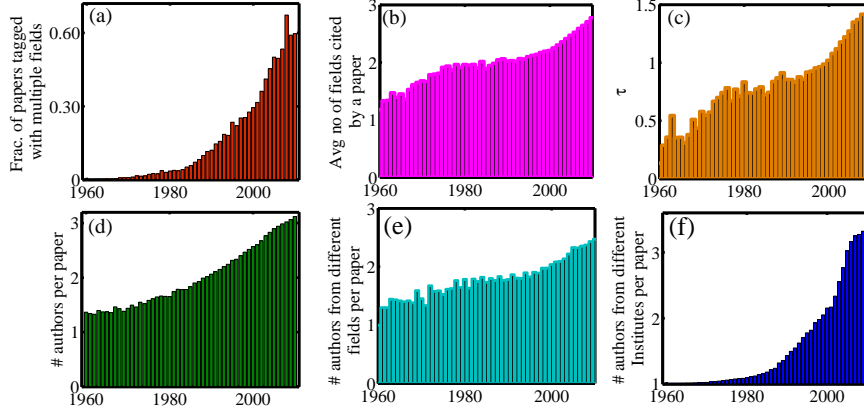 (a)
Frac. of papers tagged
with multiple fields
0.60
0.30
0
1960 1980 2000
(b)
Avg no of fields cited
by a paper
3
2
1
0
1960 1980 2000
(c)
τ
1.5
1
0.5
0
1960 1980 2000
(d)
# authors per paper
3
2
1
0
1960 1980 2000
(e)
# authors from different
fields per paper
3
2
1
0
1960 1980 2000
(f)
# authors from different
Institutes per paper
3
2
1
1960 1980 2000